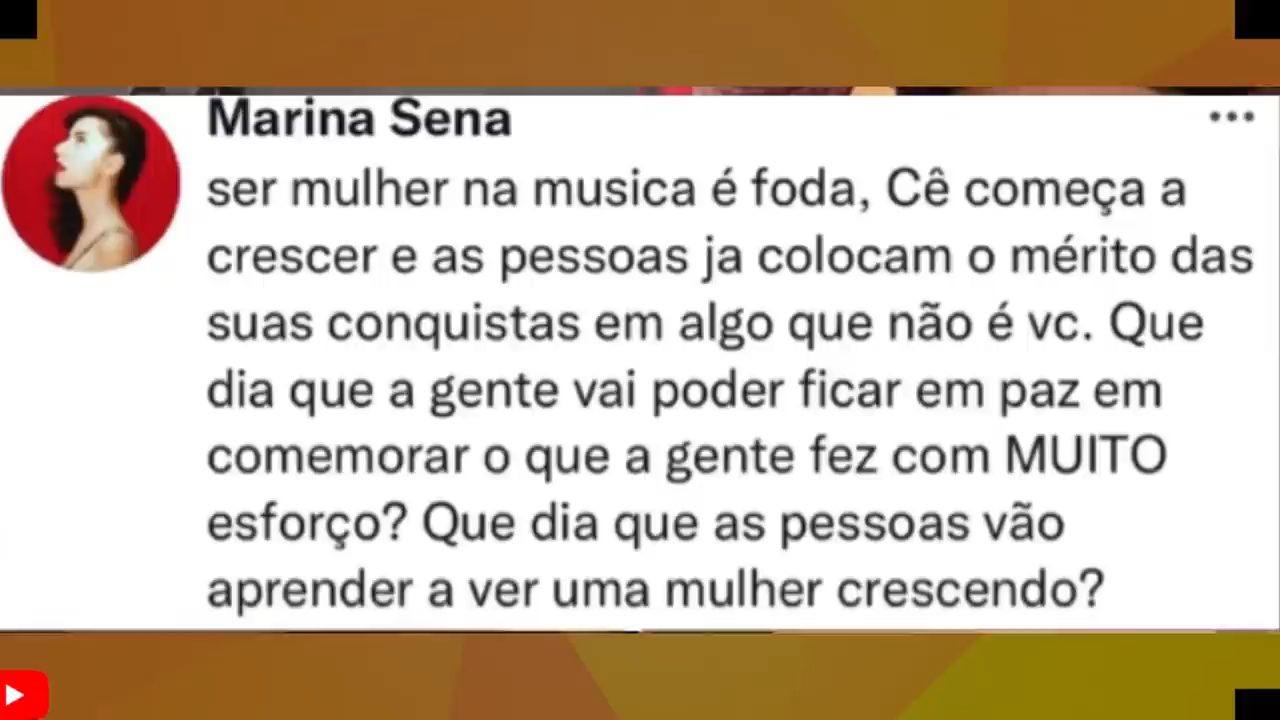 Marina Sena
ser mulher na musica é foda, Cê começa a
crescer e as pessoas ja colocam o mérito das
suas conquistas em algo que não é vc. Que
dia que a gente vai poder ficar em paz em
comemorar o que a gente fez com MUITO
esforço? Que dia que as pessoas vão
aprender a ver uma mulher crescendo?